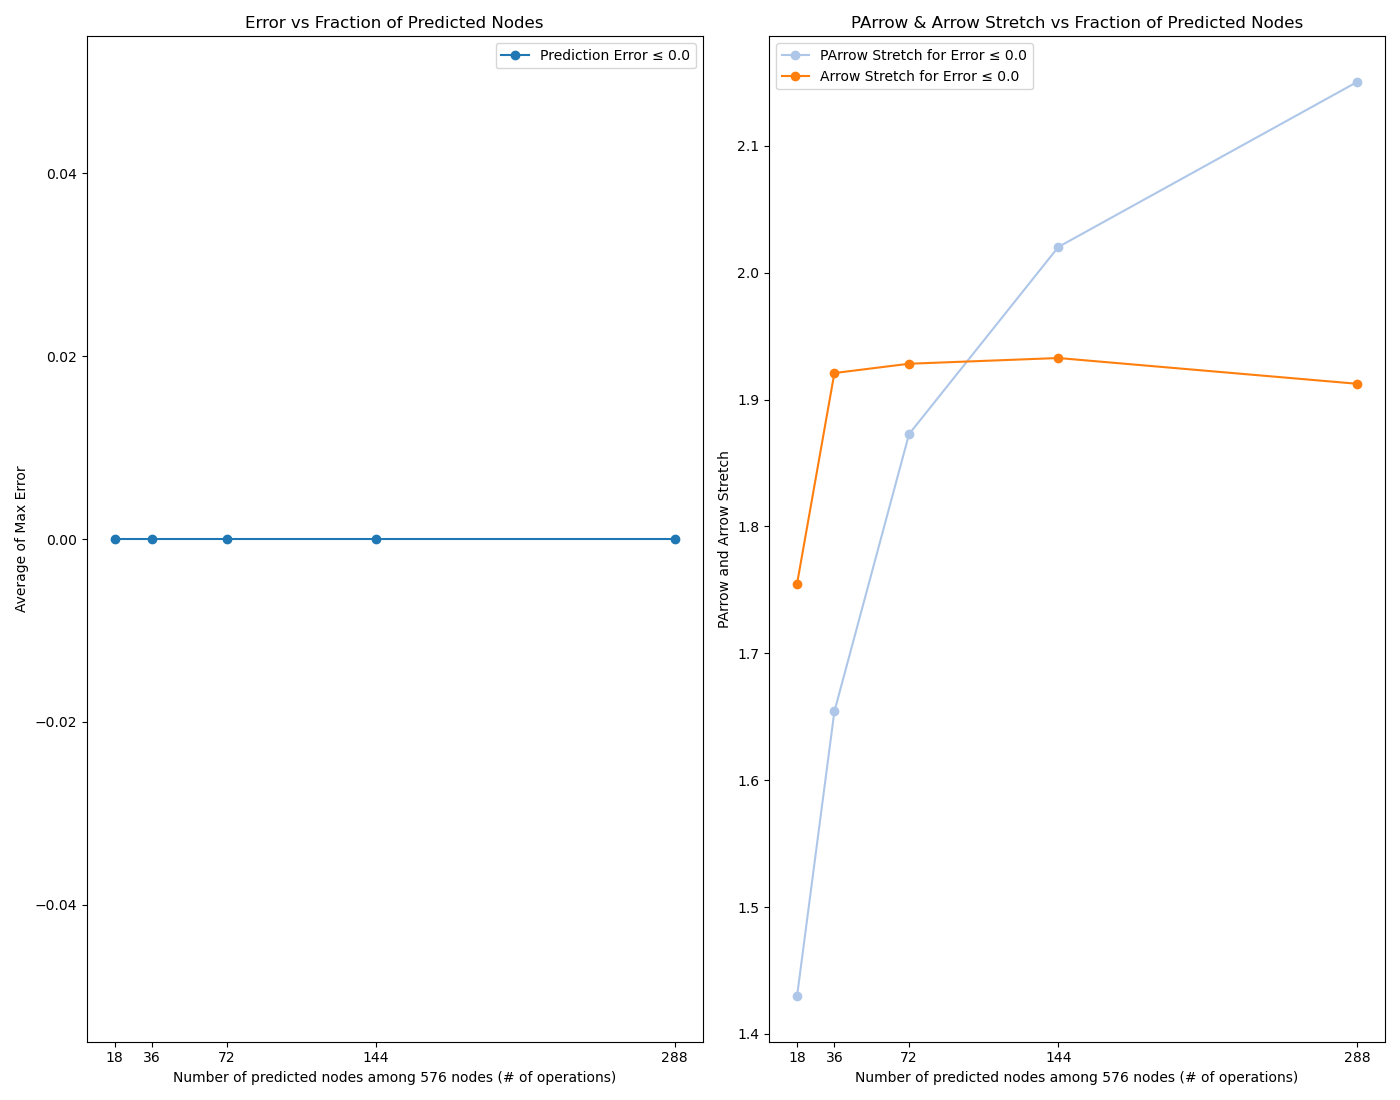 Error vs Fraction of Predicted Nodes
Prediction Error ≤ 0.0
Average of Max Error
0.04
0.02
0.00
−0.02
−0.04
18 36 72 144 288
Number of predicted nodes among 576 nodes (# of operations)
PArrow & Arrow Stretch vs Fraction of Predicted Nodes
PArrow Stretch for Error ≤ 0.0
Arrow Stretch for Error ≤ 0.0
PArrow and Arrow Stretch
2.1
2.0
1.9
1.8
1.7
1.6
1.5
1.4
18 36 72 144 288
Number of predicted nodes among 576 nodes (# of operations)